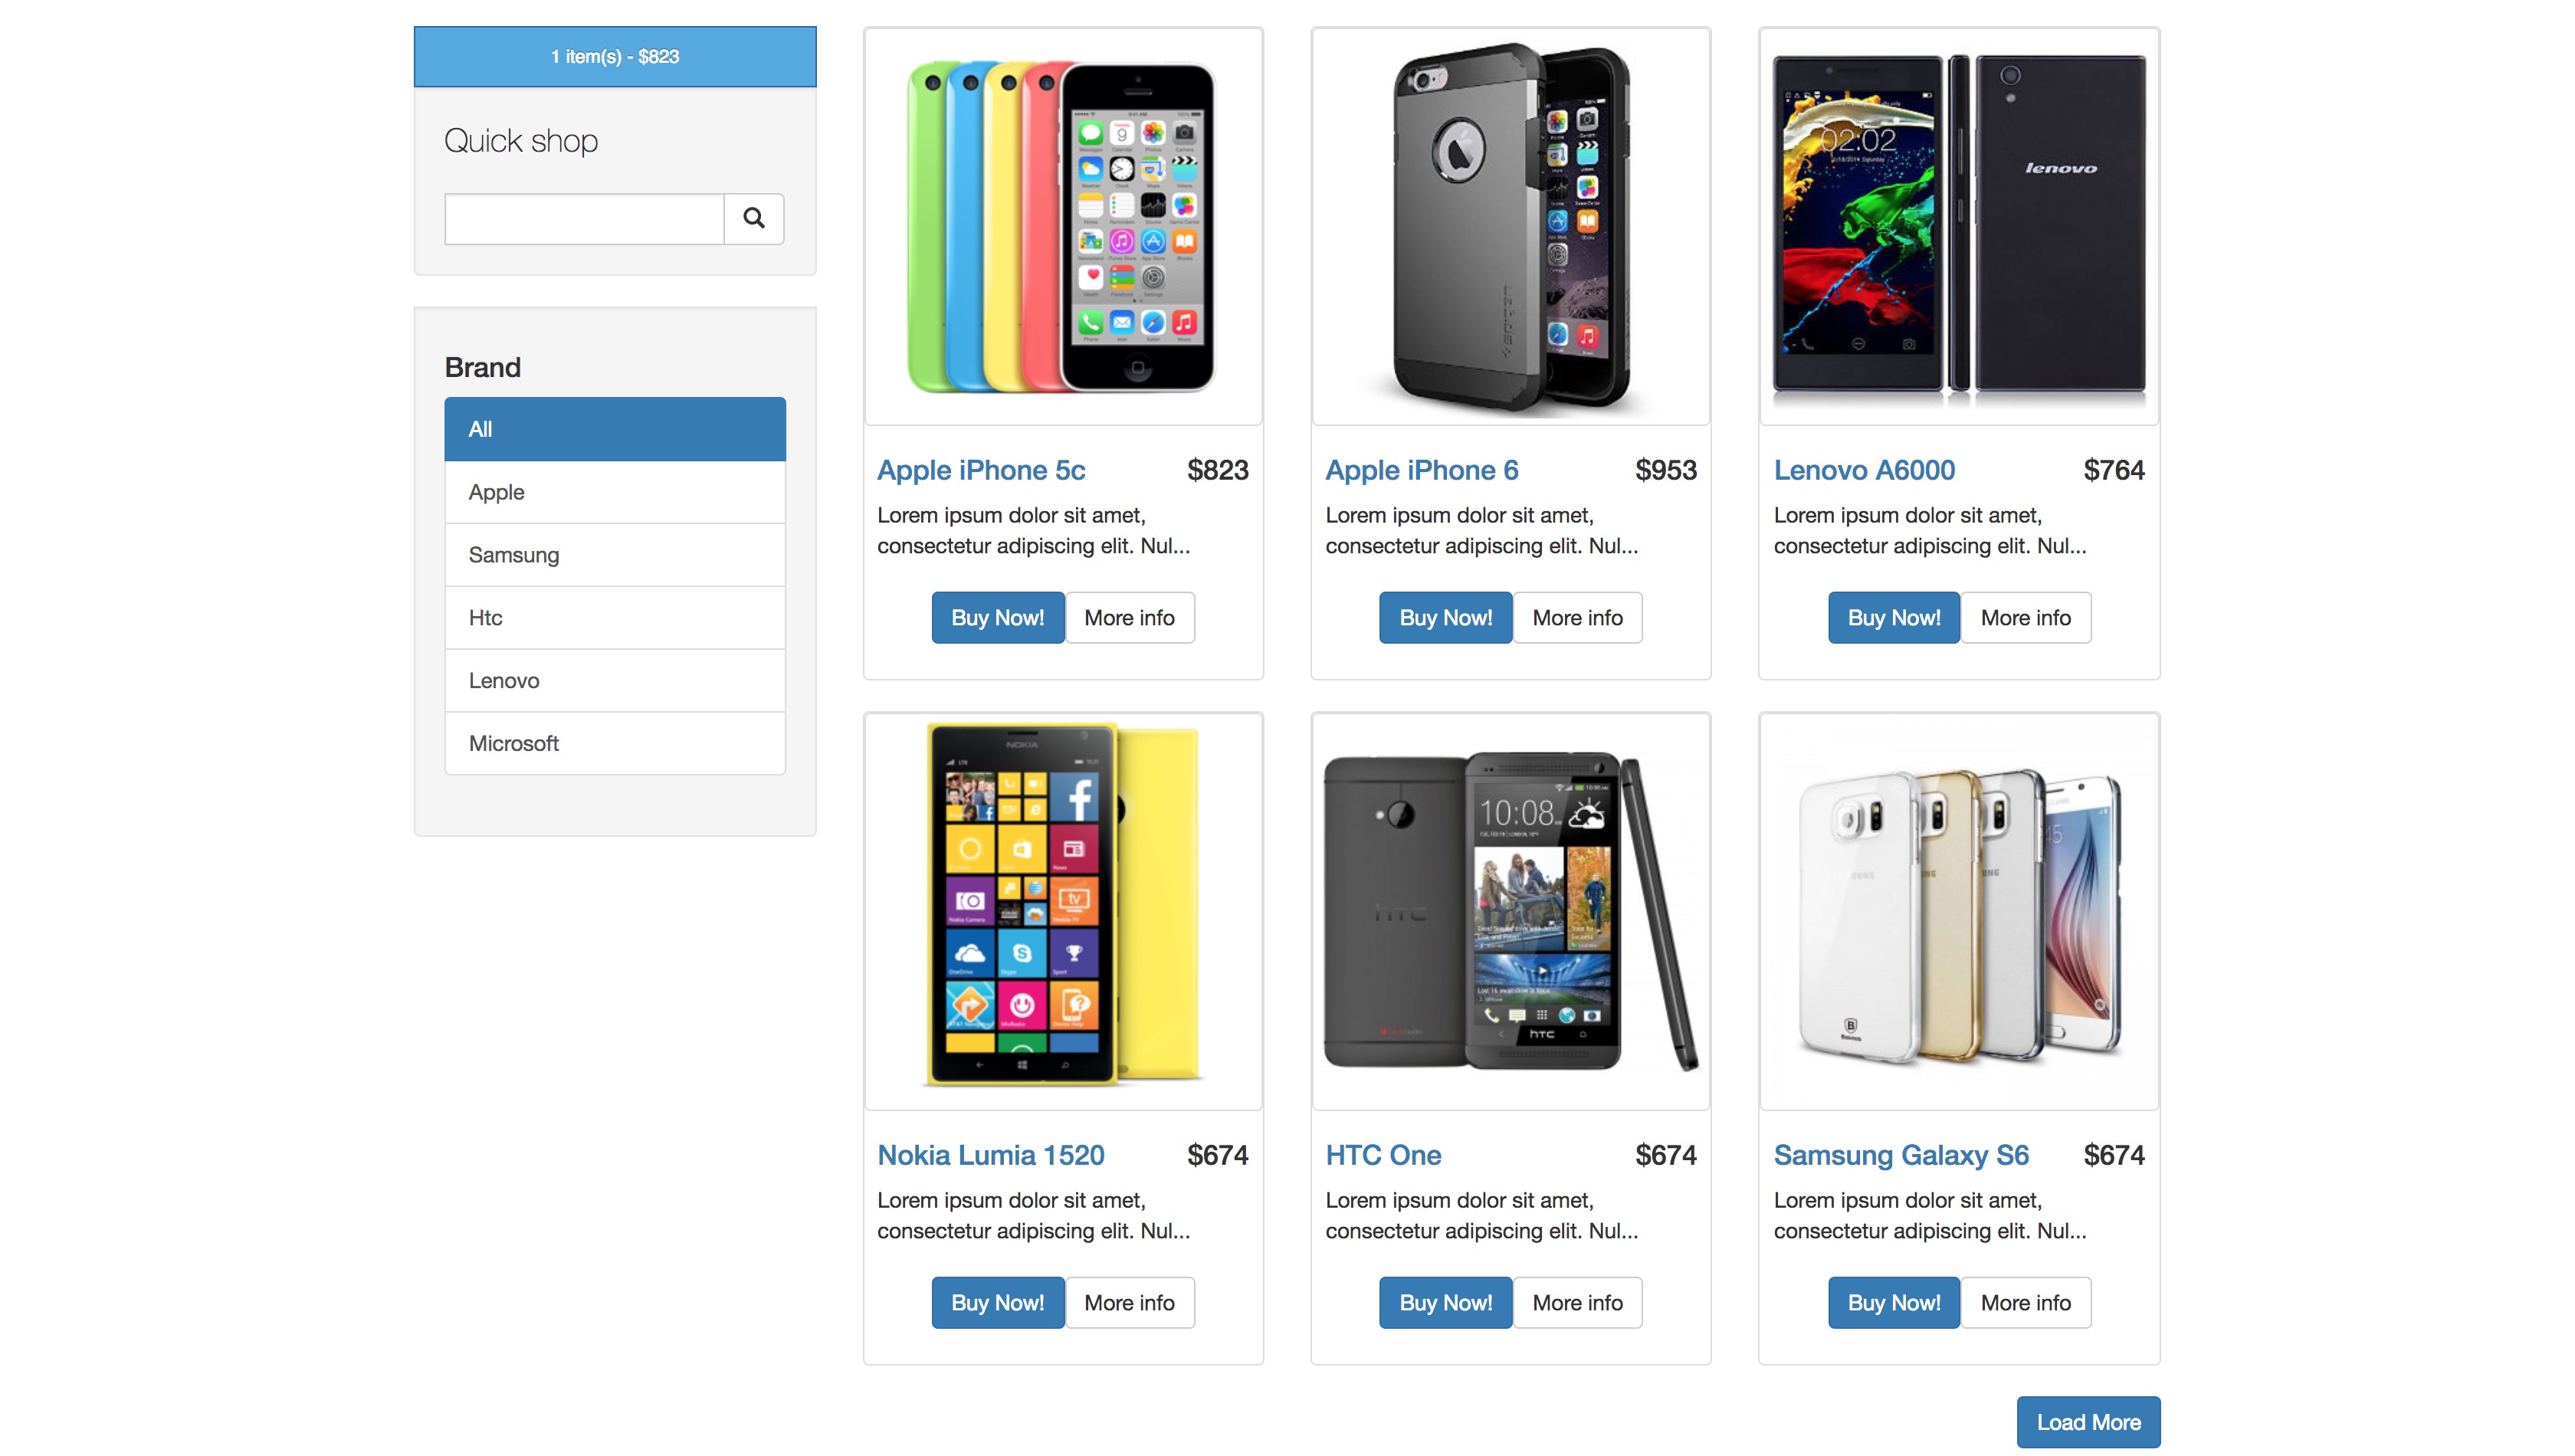 1 item(s) - $823
Quick shop
Brand
All
Apple
Samsung
Htc
Lenovo
Microsoft
02:02
lenovo
Apple iPhone 5c $823
Lorem ipsum dolor sit amet,
consectetur adipiscing elit. Nul...
Buy Now! More info
Apple iPhone 6 $953
Lorem ipsum dolor sit amet,
consectetur adipiscing elit. Nul...
Buy Now! More info
Lenovo A6000 $764
Lorem ipsum dolor sit amet,
consectetur adipiscing elit. Nul...
Buy Now! More info
NOKIA
tv
10:08
htc
hTC
Nokia Lumia 1520 $674
Lorem ipsum dolor sit amet,
consectetur adipiscing elit. Nul...
Buy Now! More info
HTC One $674
Lorem ipsum dolor sit amet,
consectetur adipiscing elit. Nul...
Buy Now! More info
Samsung Galaxy S6 $674
Lorem ipsum dolor sit amet,
consectetur adipiscing elit. Nul...
Buy Now! More info
Load More